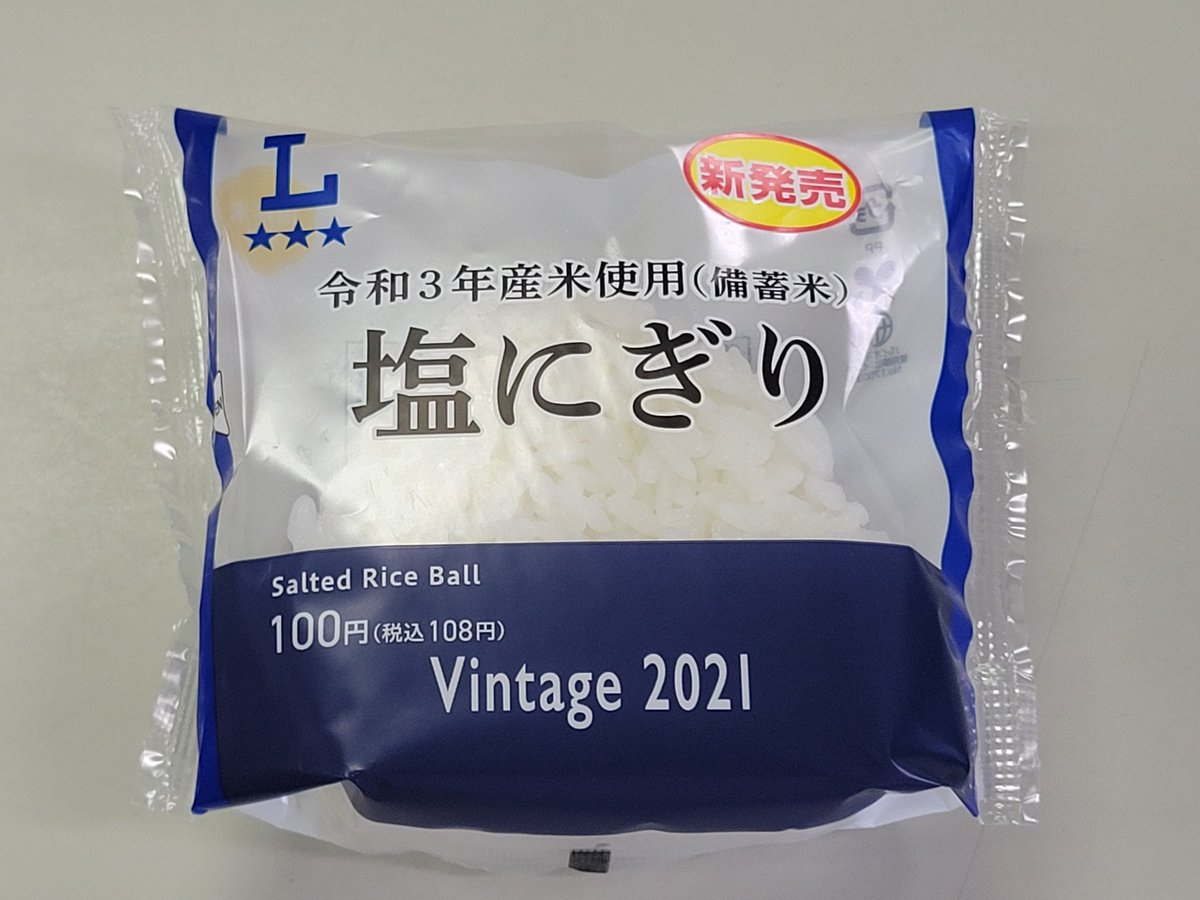 L
★★★
新発売
令和3年産米使用(備蓄米)
塩にぎり
Salted Rice Ball
100円(税込108円)
Vintage 2021
PP